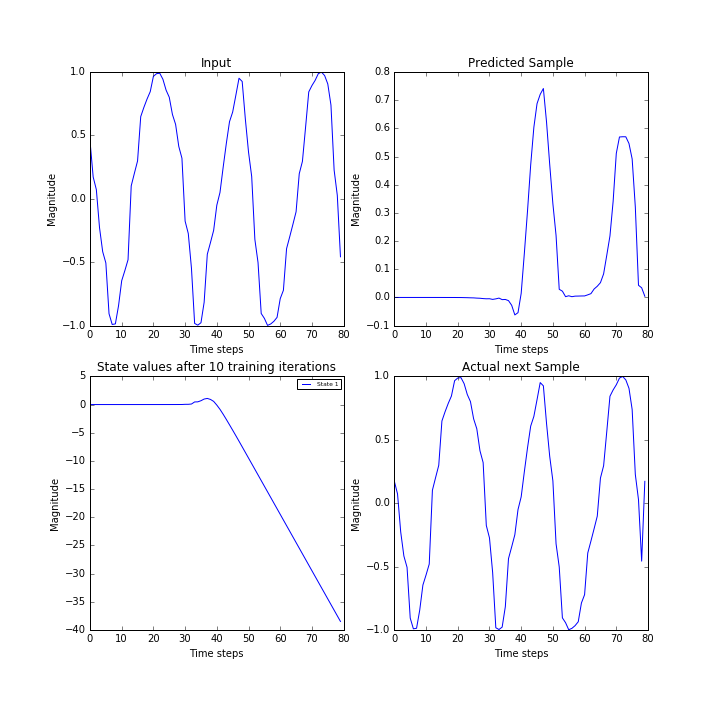 Input
Magnitude
1.0
0.5
0.0
−0.5
−1.0
0 10 20 30 40 50 60 70 80
Time steps
Predicted Sample
Magnitude
0.8
0.7
0.6
0.5
0.4
0.3
0.2
0.1
0.0
−0.1
0 10 20 30 40 50 60 70 80
Time steps
State values after 10 training iterations
State 1
Magnitude
5
0
−5
−10
−15
−20
−25
−30
−35
−40
0 10 20 30 40 50 60 70 80
Time steps
Actual next Sample
Magnitude
1.0
0.5
0.0
−0.5
−1.0
0 10 20 30 40 50 60 70 80
Time steps